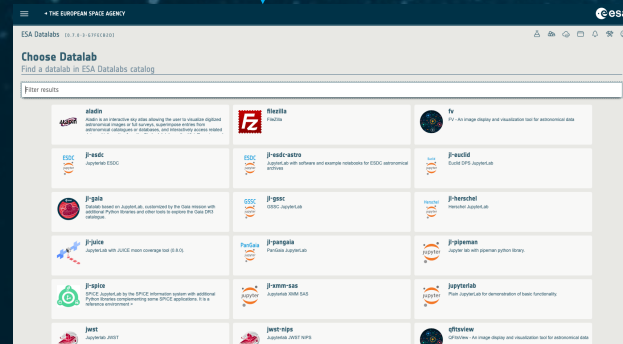 THE EUROPEAN SPACE AGENCY
esa
ESA Datalabs
Choose Datalab
Find a datalab in ESA Datalabs catalog
Filter results
aladin
Aladin is an interactive sky atlas allowing the user to visualize digitized
astronomical images or full surveys, superimpose entries from
astronomical catalogues or databases, and interactively access related
filezilla
FileZilla
fv
FV - An image display and visualization tool for astronomical data
jl-esdc
Jupyterlab ESDC
jl-esdc-astro
JupyterLab with software and example notebooks for ESDC astronomical
archives
jl-euclid
Euclid DPS JupyterLab
jl-gaia
Datalab based on JupyterLab, customized by the Gaia mission with
additional Python libraries and other tools to explore the Gaia DR3
catalogue.
jl-gssc
GSSC JupyterLab
jl-herschel
Herschel JupyterLab
jl-juice
JupyterLab with JUICE moon coverage tool (0.8.0).
jl-pangaia
PanGaia JupyterLab
jl-pipeman
Jupyter lab with pipeman python library.
jl-spice
SPICE JupyterLab by the SPICE information system with additional
Python libraries complementing some SPICE applications. It is a
reference environment +
jl-xmm-sas
Jupyterlab XMM SAS
jupyterlab
Plain JupyterLab for demonstration of basic functionality.
jwst
Jupyterlab JWST
jwst-nips
Jupyterlab JWST NIPS
qfitsview
QFitsView - An image display and visualization tool for astronomical data